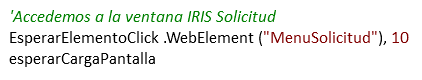 'Accedemos a la ventana IRIS Solicitud
EsperarElementoClick .WebElement ("MenuSolicitud"), 10
esperarCargaPantalla